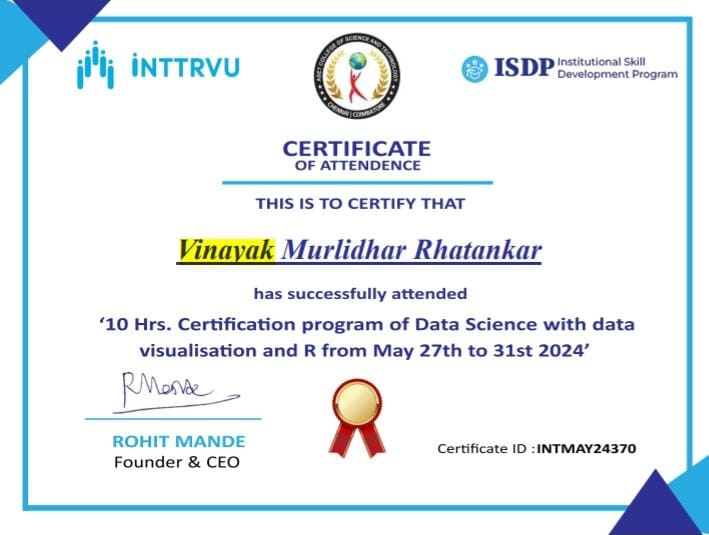 iNTTRVU
ASET COLLEGE OF SCIENCE AND TECHNOLOGY
CHENNAI | COIMBATORE
ISDP Institutional Skill
Development Program
CERTIFICATE
OF ATTENDENCE
THIS IS TO CERTIFY THAT
Vinayak Murlidhar Rhatankar
has successfully attended
‘10 Hrs. Certification program of Data Science with data
visualisation and R from May 27th to 31st 2024’
RMande
ROHIT MANDE
Founder & CEO
Certificate ID :INTMAY24370